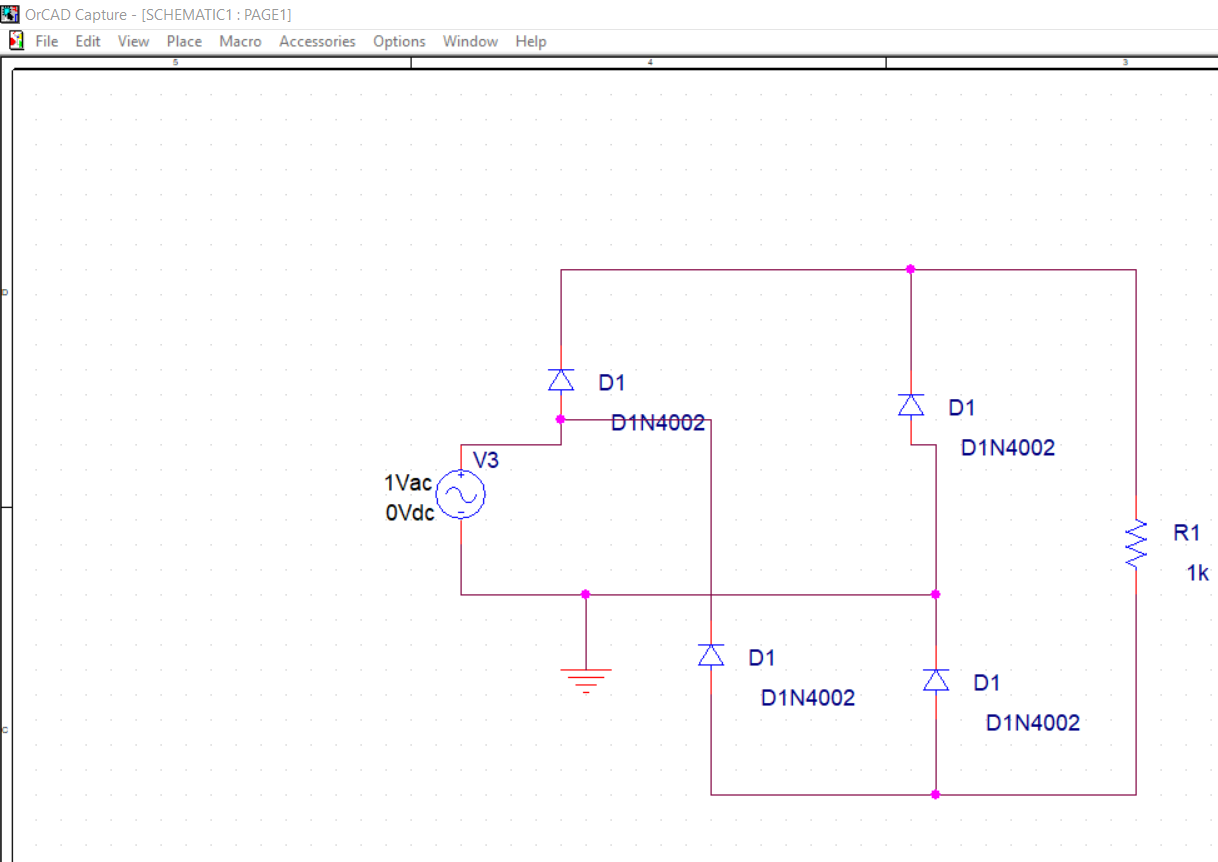 OrCAD Capture - [SCHEMATIC1 : PAGE1]
File Edit View Place Macro Accessories Options Window Help
5 4 3
D
D1
D1N4002
D1
D1N4002
V3
1Vac
0Vdc
+
-
R1
1k
D1
D1N4002
D1
D1N4002
C